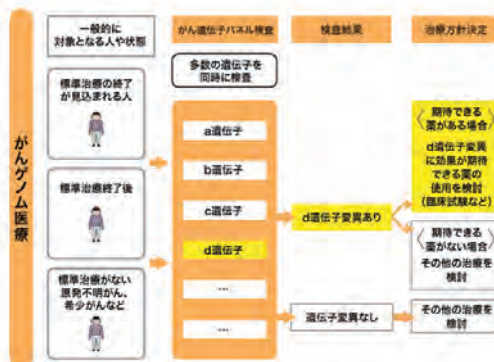 がんゲノム医療
一般的に
対象となる人や状態
標準治療の終了
が見込まれる人
標準治療終了後
標準治療がない
原発不明がん、
希少がんなど
がん遺伝子パネル検査
多数の遺伝子を
同時に検査
a遺伝子
b遺伝子
c遺伝子
d遺伝子
…
…
検査結果
d遺伝子変異あり
遺伝子変異なし
治療方針決定
期待できる
薬がある場合
d遺伝子変異
に効果が期待
できる薬の
使用を検討
(臨床試験など)
期待できる
薬がない場合
その他の治療を
検討
その他の治療を
検討